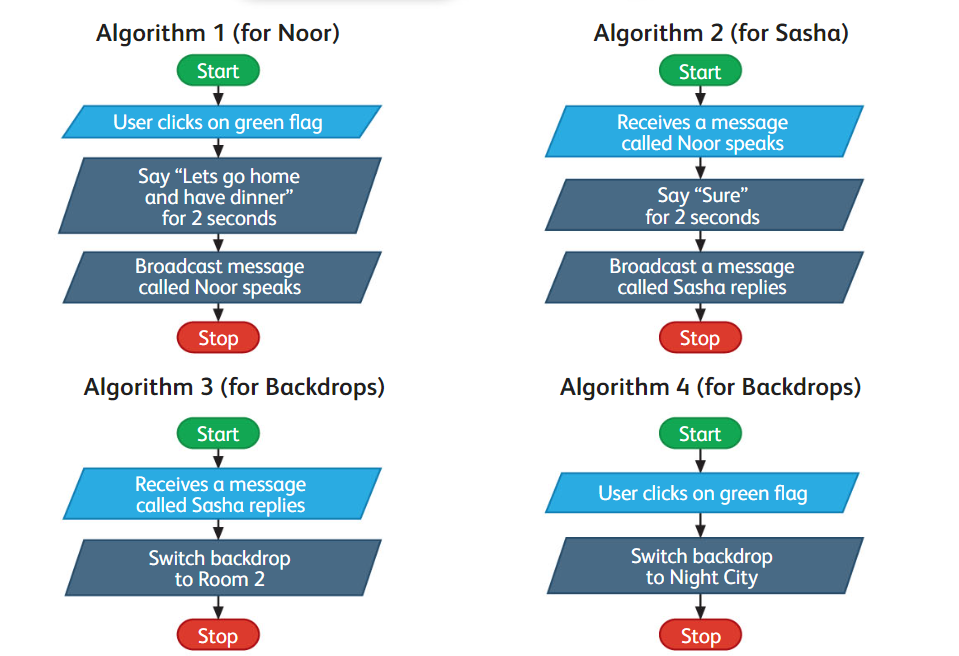 Algorithm 1 (for Noor)
Start
User clicks on green flag
Say “Lets go home
and have dinner”
for 2 seconds
Broadcast message
called Noor speaks
Stop
Algorithm 2 (for Sasha)
Start
Receives a message
called Noor speaks
Say “Sure”
for 2 seconds
Broadcast a message
called Sasha replies
Stop
Algorithm 3 (for Backdrops)
Start
Receives a message
called Sasha replies
Switch backdrop
to Room 2
Stop
Algorithm 4 (for Backdrops)
Start
User clicks on green flag
Switch backdrop
to Night City
Stop